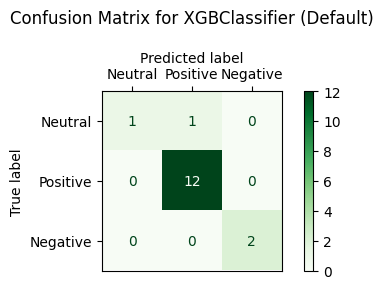 Confusion Matrix for XGBClassifier (Default)
Predicted label
Neutral Positive Negative
True label
Neutral 1 1 0
Positive 0 12 0
Negative 0 0 2
12
10
8
6
4
2
0